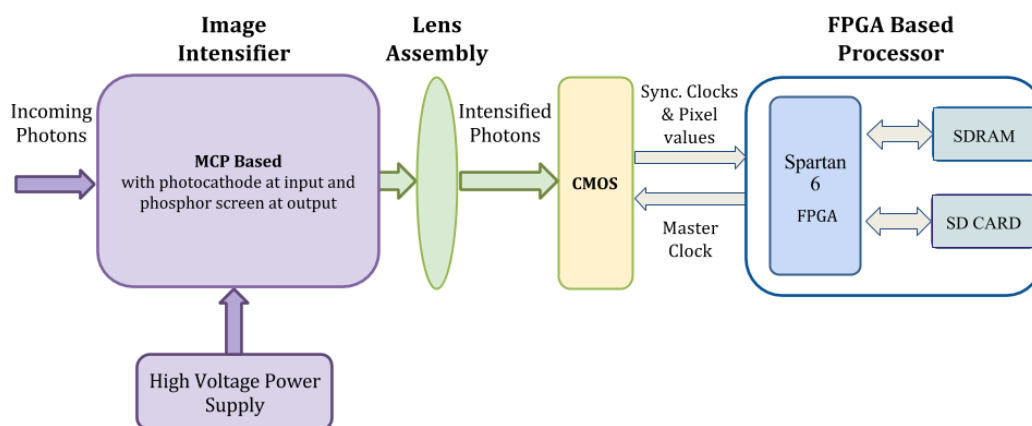 Image
Intensifier
Lens
Assembly
FPGA Based
Processor
Incoming
Photons
MCP Based
with photocathode at input and
phosphor screen at output
Intensified
Photons
CMOS
Sync. Clocks
& Pixel
values
Master
Clock
Spartan
6
FPGA
SDRAM
SD CARD
High Voltage Power
Supply